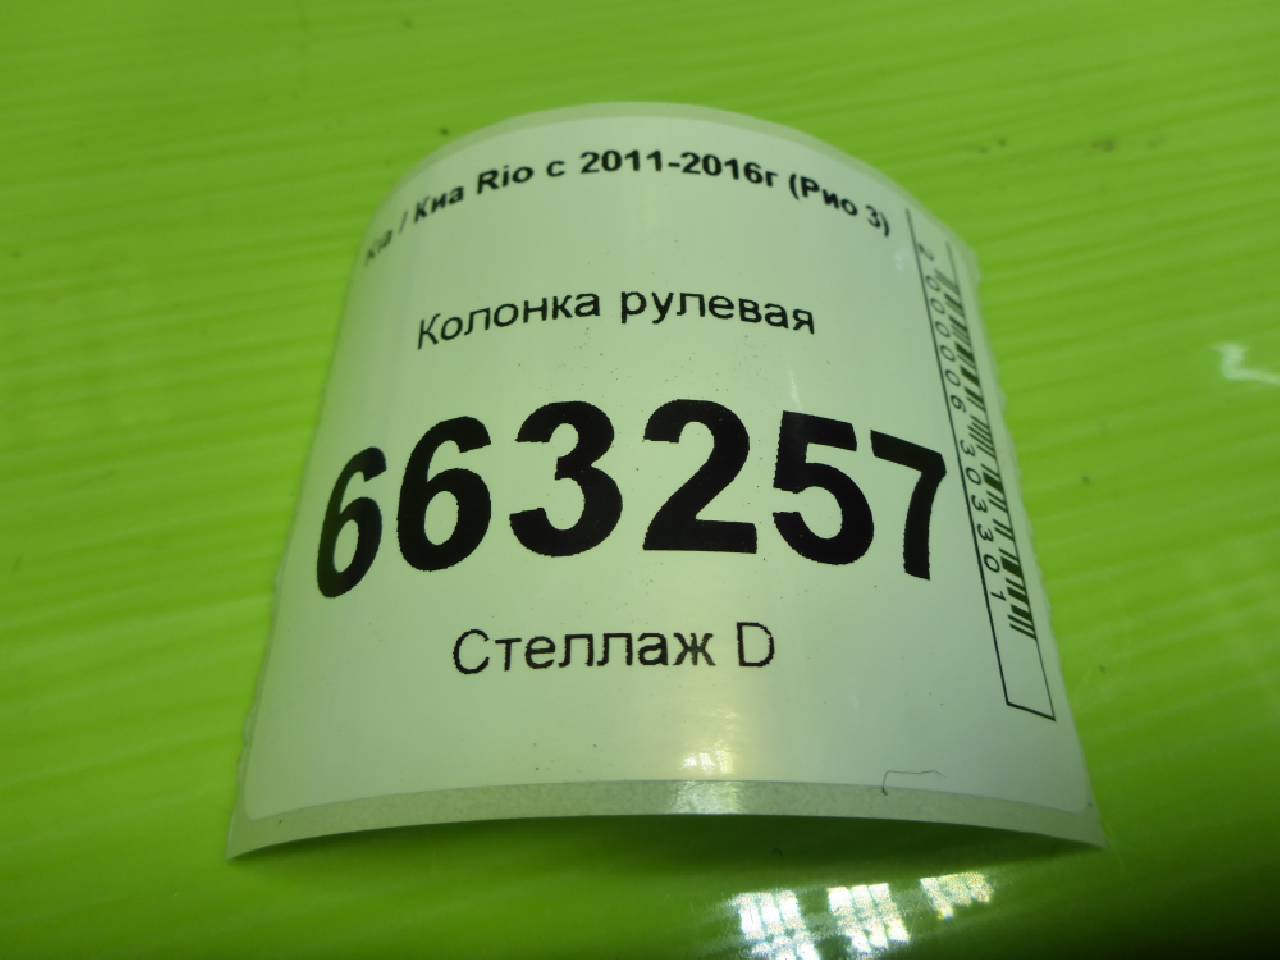 Kia / Киа Rio с 2011-2016г (Рио 3)
Колонка рулевая
663257
Стеллаж D
2000006303301